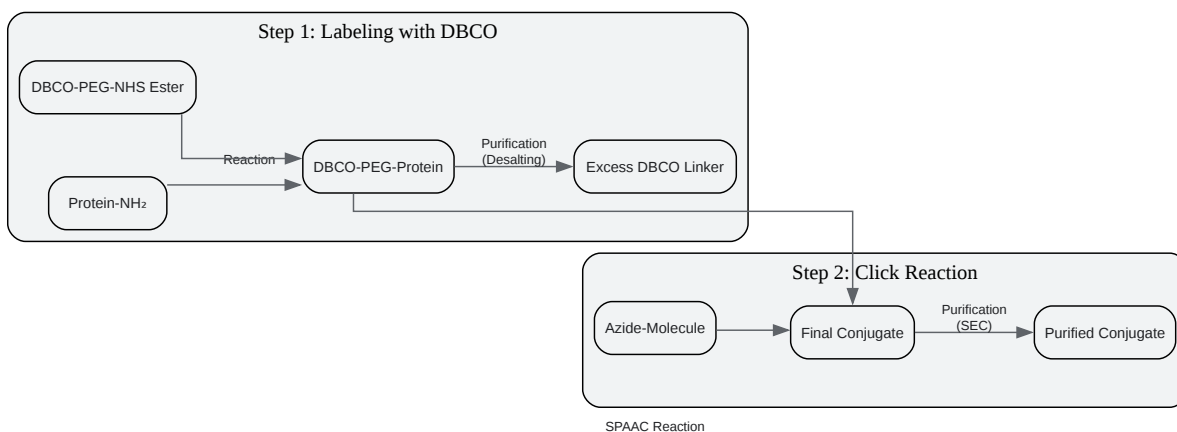 Step 1: Labeling with DBCO
DBCO-PEG-NHS Ester
Reaction
Protein-NH₂
DBCO-PEG-Protein
Purification
(Desalting)
Excess DBCO Linker
Step 2: Click Reaction
Azide-Molecule
Final Conjugate
Purification
(SEC)
Purified Conjugate
SPAAC Reaction